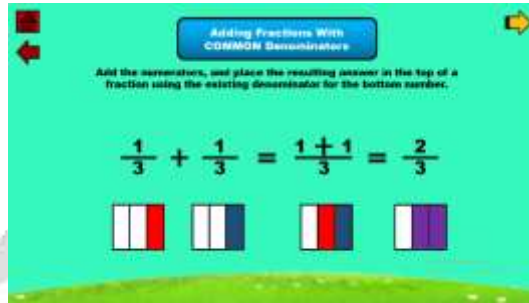 Adding Fractions With
COMMON Denominators
Add the numerators, and place the resulting answer in the top of a
fraction using the existing denominator for the bottom number.
1/3 + 1/3 = 1 + 1/3 = 2/3